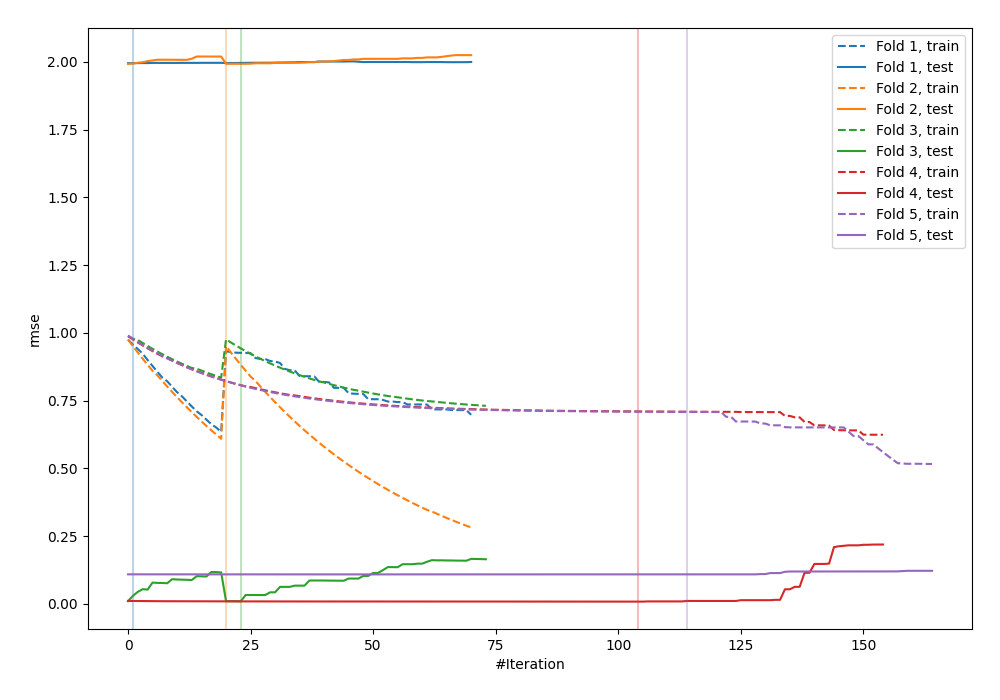 2.00
1.75
1.50
1.25
1.00
0.75
0.50
0.25
0.00
rmse
0
25
50
75
100
125
150
#Iteration
Fold 1, train
Fold 1, test
Fold 2, train
Fold 2, test
Fold 3, train
Fold 3, test
Fold 4, train
Fold 4, test
Fold 5, train
Fold 5, test